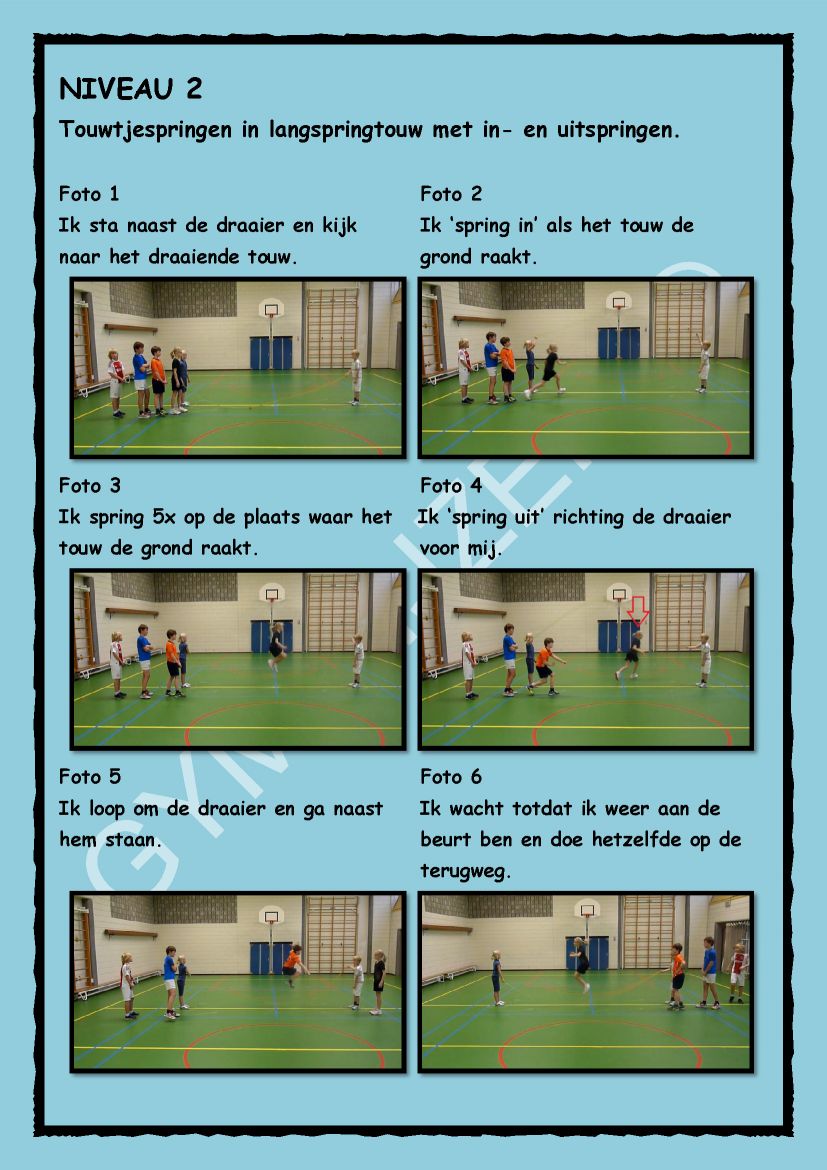 NIVEAU 2
Touwtjespringen in langspringtouw met in- en uitspringen.
Foto 1
Ik sta naast de draaier en kijk
naar het draaiende touw.
Foto 2
Ik ‘spring in’ als het touw de
grond raakt.
Foto 3
Ik spring 5x op de plaats waar het
touw de grond raakt.
Foto 4
Ik ‘spring uit’ richting de draaier
voor mij.
Foto 5
Ik loop om de draaier en ga naast
hem staan.
Foto 6
Ik wacht totdat ik weer aan de
beurt ben en doe hetzelfde op de
terugweg.